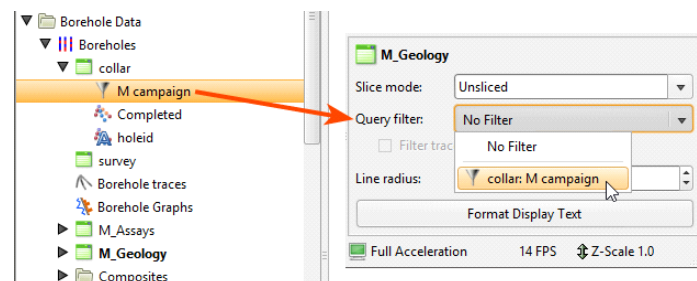 Borehole Data
Boreholes
collar
M campaign
Completed
holeid
survey
Borehole traces
Borehole Graphs
M_Assays
M_Geology
Composites
M_Geology
Slice mode: Unsliced
Query filter: No Filter
Filter trac
No Filter
Line radius:
collar: M campaign
Format Display Text
Full Acceleration 14 FPS Z-Scale 1.0